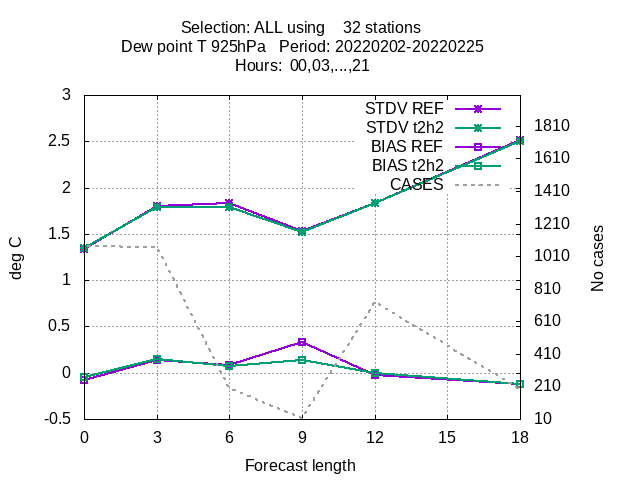 Selection: ALL using 32 stations
Dew point T 925hPa Period: 20220202-20220225
Hours: 00,03,...,21
STDV REF
STDV t2h2
BIAS REF
BIAS t2h2
CASES
3
2.5
2
1.5
1
0.5
0
-0.5
deg C
1810
1610
1410
1210
1010
810
610
410
210
10
No cases
0 3 6 9 12 15 18
Forecast length